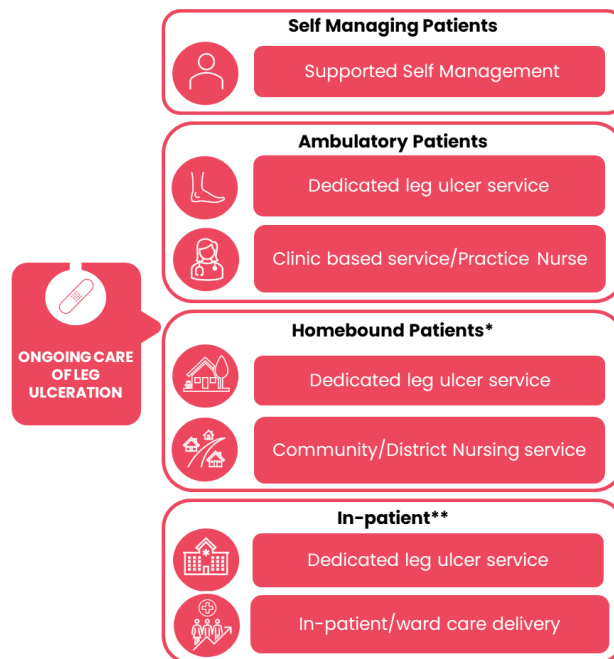 Self Managing Patients
Supported Self Management
Ambulatory Patients
Dedicated leg ulcer service
Clinic based service/Practice Nurse
ONGOING CARE
OF LEG
ULCERATION
Homebound Patients*
Dedicated leg ulcer service
Community/District Nursing service
In-patient**
Dedicated leg ulcer service
In-patient/ward care delivery